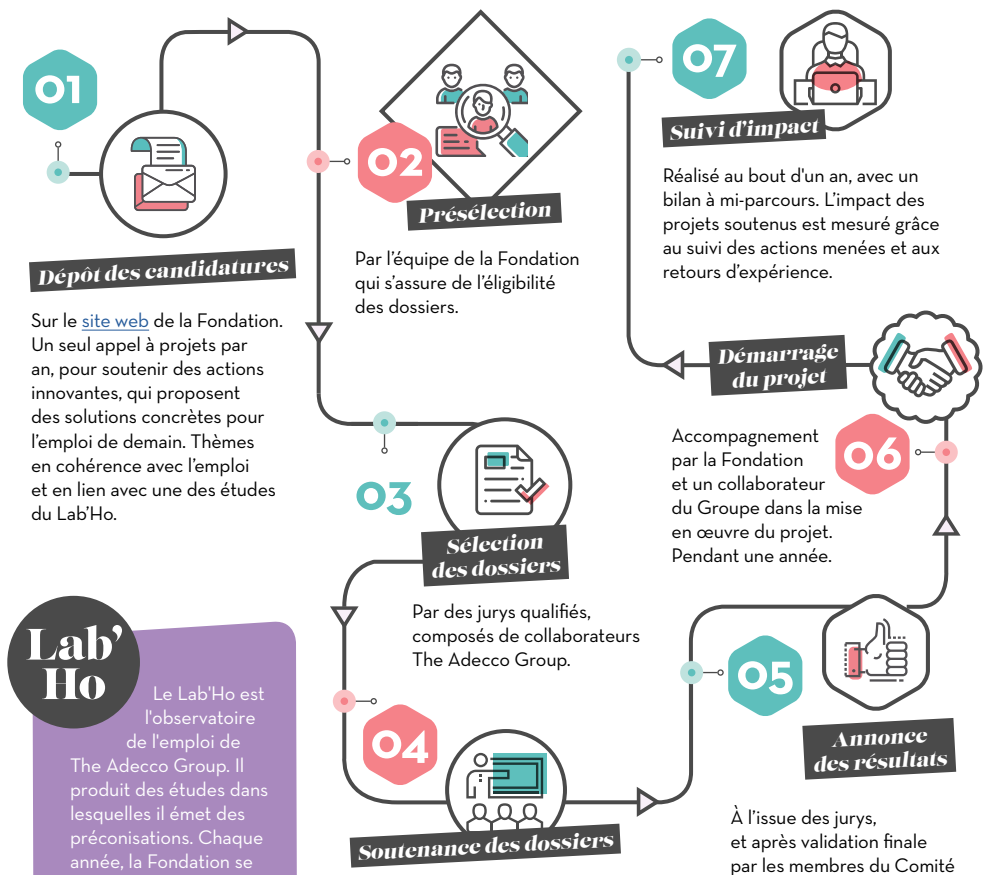 01
Dépôt des candidatures
Sur le site web de la Fondation.
Un seul appel à projets par
an, pour soutenir des actions
innovantes, qui proposent
des solutions concrètes pour
l'emploi de demain. Thèmes
en cohérence avec l'emploi
et en lien avec une des études
du Lab'Ho.
02
Présélection
Par l'équipe de la Fondation
qui s'assure de l'éligibilité
des dossiers.
03
Sélection
des dossiers
Par des jurys qualifiés,
composés de collaborateurs
The Adecco Group.
04
Soutenance des dossiers
05
Annonce
des résultats
À l'issue des jurys,
et après validation finale
par les membres du Comité
06
Démarrage
du projet
Accompagnement
par la Fondation
et un collaborateur
du Groupe dans la mise
en œuvre du projet.
Pendant une année.
07
Suivi d'impact
Réalisé au bout d'un an, avec un
bilan à mi-parcours. L'impact des
projets soutenus est mesuré grâce
au suivi des actions menées et aux
retours d'expérience.
Lab'
Ho
Le Lab'Ho est
l'observatoire
de l'emploi de
The Adecco Group. Il
produit des études dans
lesquelles il émet des
préconisations. Chaque
année, la Fondation se